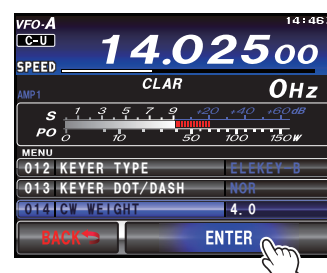 VFO-A 14:46
C-U 14.02500
SPEED
AMP1 CLAR 0Hz
S 1 3 5 7 9 +20 +40 +60dB
PO 0 10 50 100 150W
MENU
012 KEYER TYPE ELEKEY-B
013 KEYER DOT/DASH NOR
014 CW WEIGHT 4.0
BACK ENTER